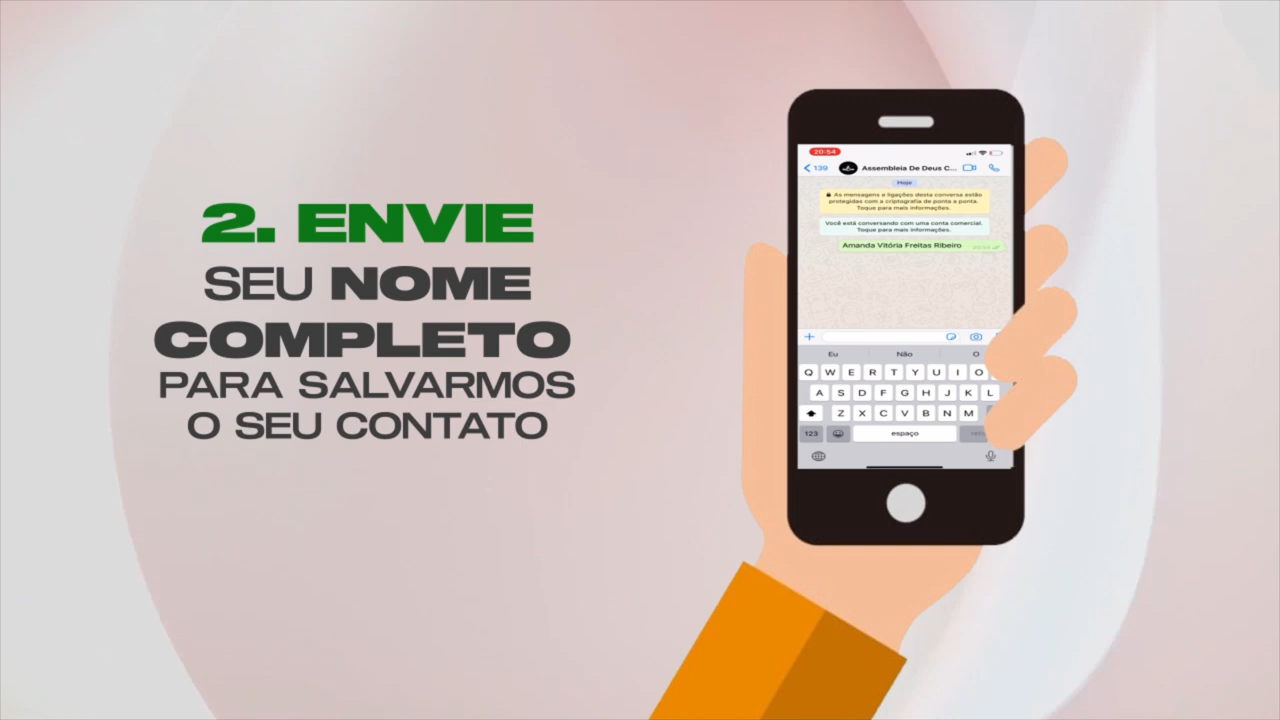 2. ENVIE
SEU NOME
COMPLETO
PARA SALVARMOS
O SEU CONTATO
20:54
139
Assembleia De Deus C...
Hoje
As mensagens e ligações desta conversa estão
protegidas com a criptografia de ponta a ponta.
Toque para mais informações.
Você está conversando com uma conta comercial.
Toque para mais informações.
Amanda Vitória Freitas Ribeiro
Eu Não O
Q W E R T Y U I O
A S D F G H J K L
Z X C V B N M
123 espaço